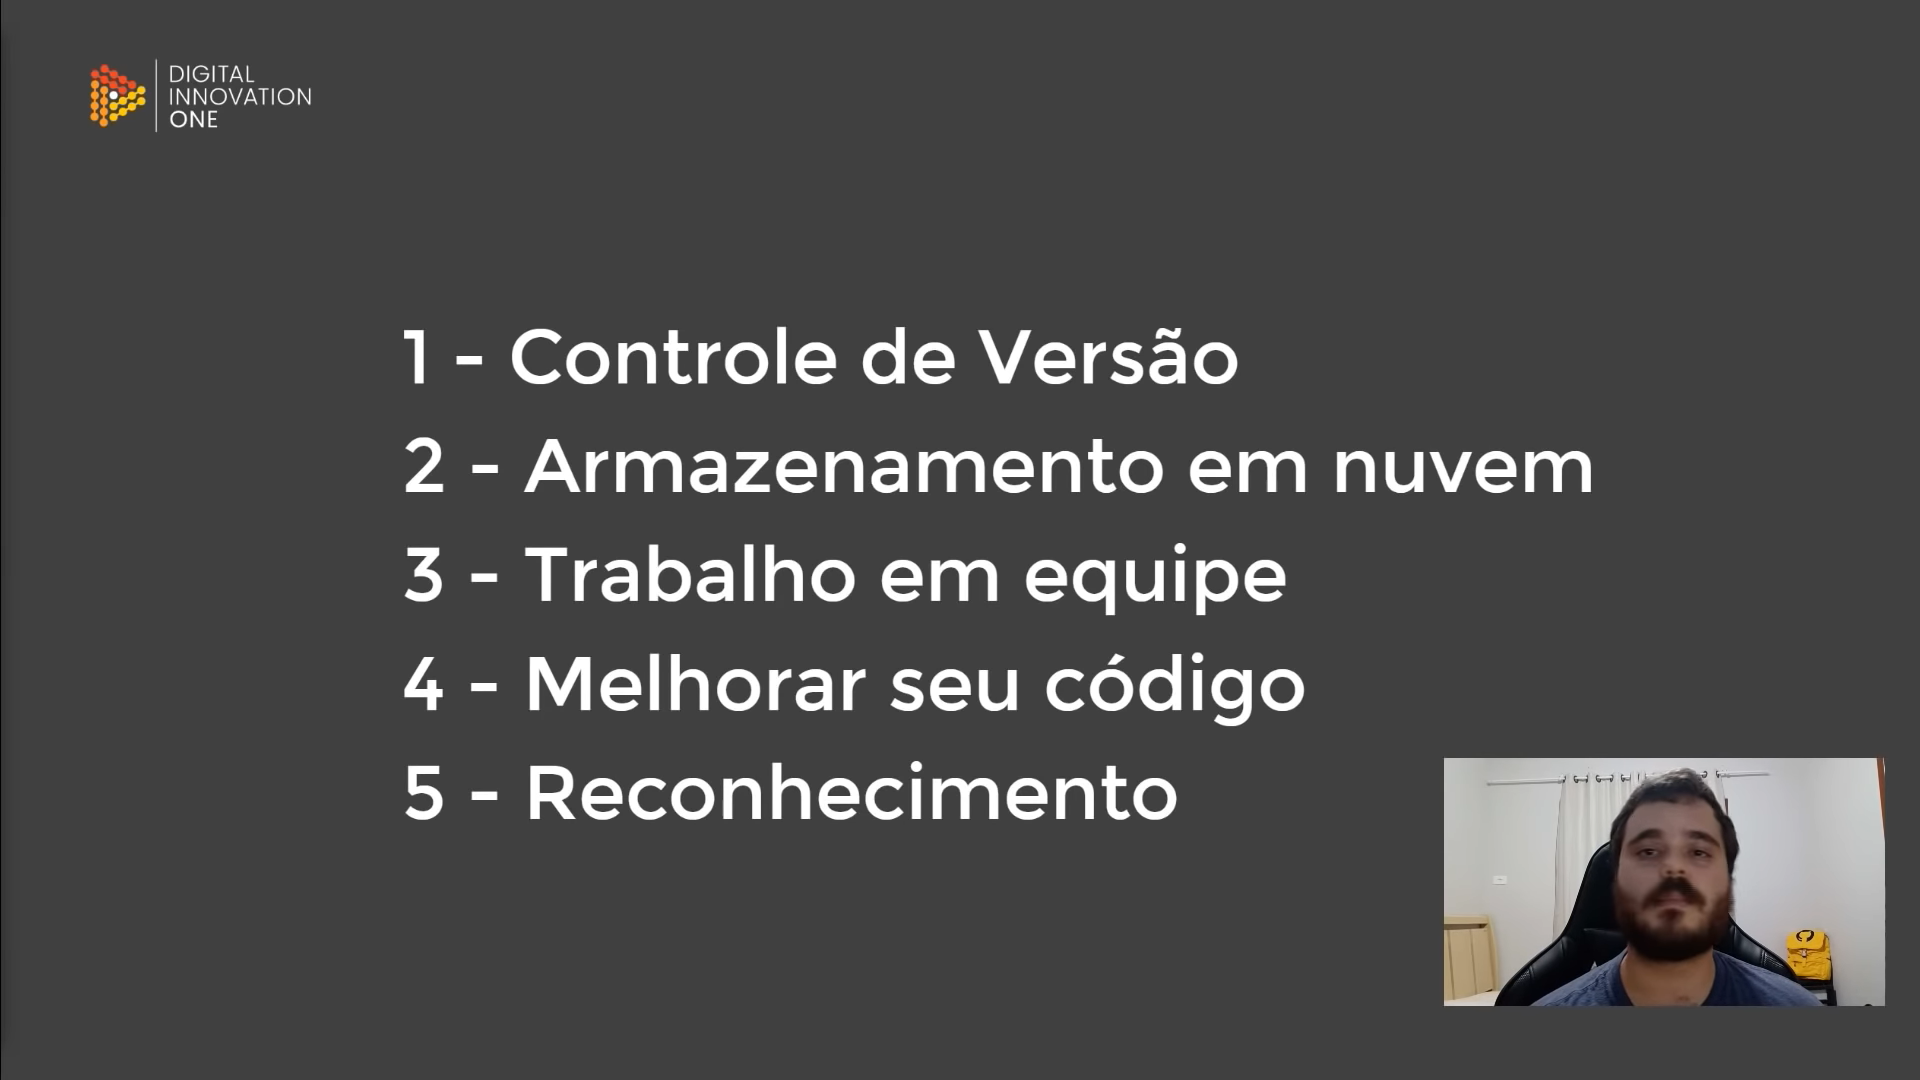 DIGITAL
INNOVATION
ONE
1 - Controle de Versão
2 - Armazenamento em nuvem
3 - Trabalho em equipe
4 - Melhorar seu código
5 - Reconhecimento